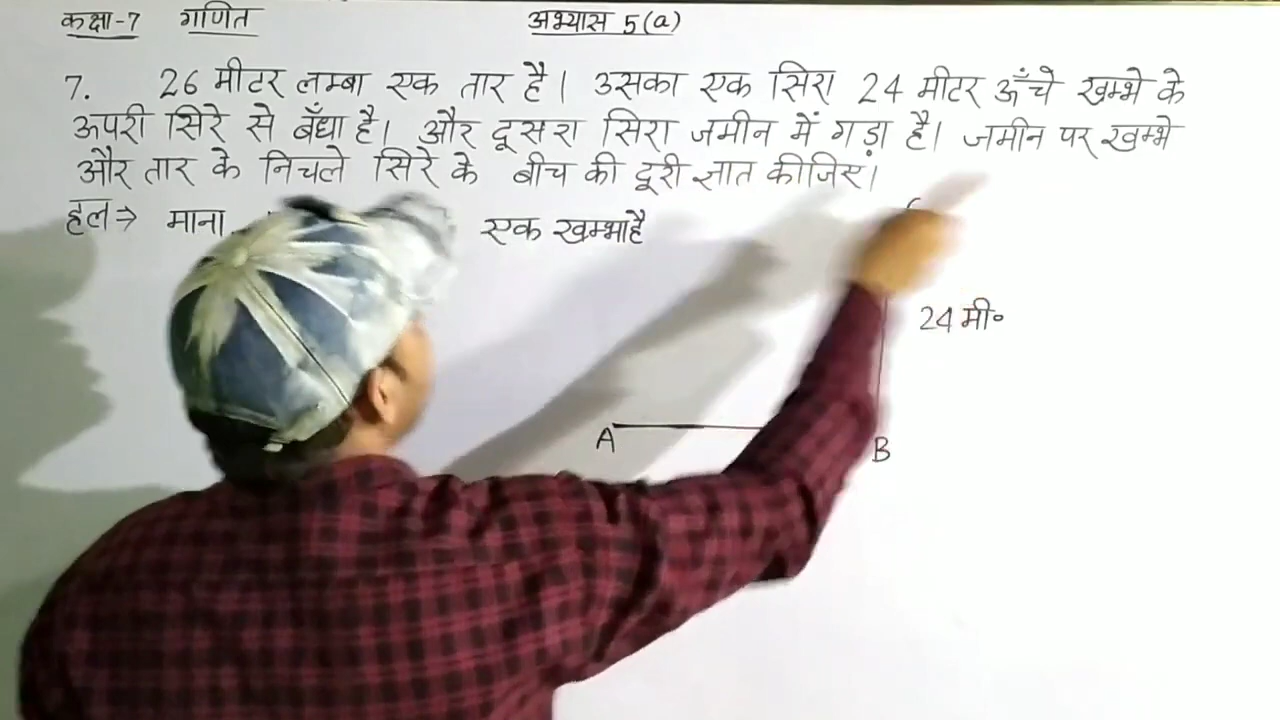 कक्षा-7 गणित अभ्यास 5(a)
7. 26 मीटर लम्बा एक तार है। उसका एक सिरा 24 मीटर ऊँचे खम्भे के
ऊपरी सिरे से बँधा है। और दूसरा सिरा जमीन में गड़ा है। जमीन पर खम्भे
और तार के निचले सिरे के बीच की दूरी ज्ञात कीजिए।
हल⇒ माना एक खम्भा है
24 मी०
A
B